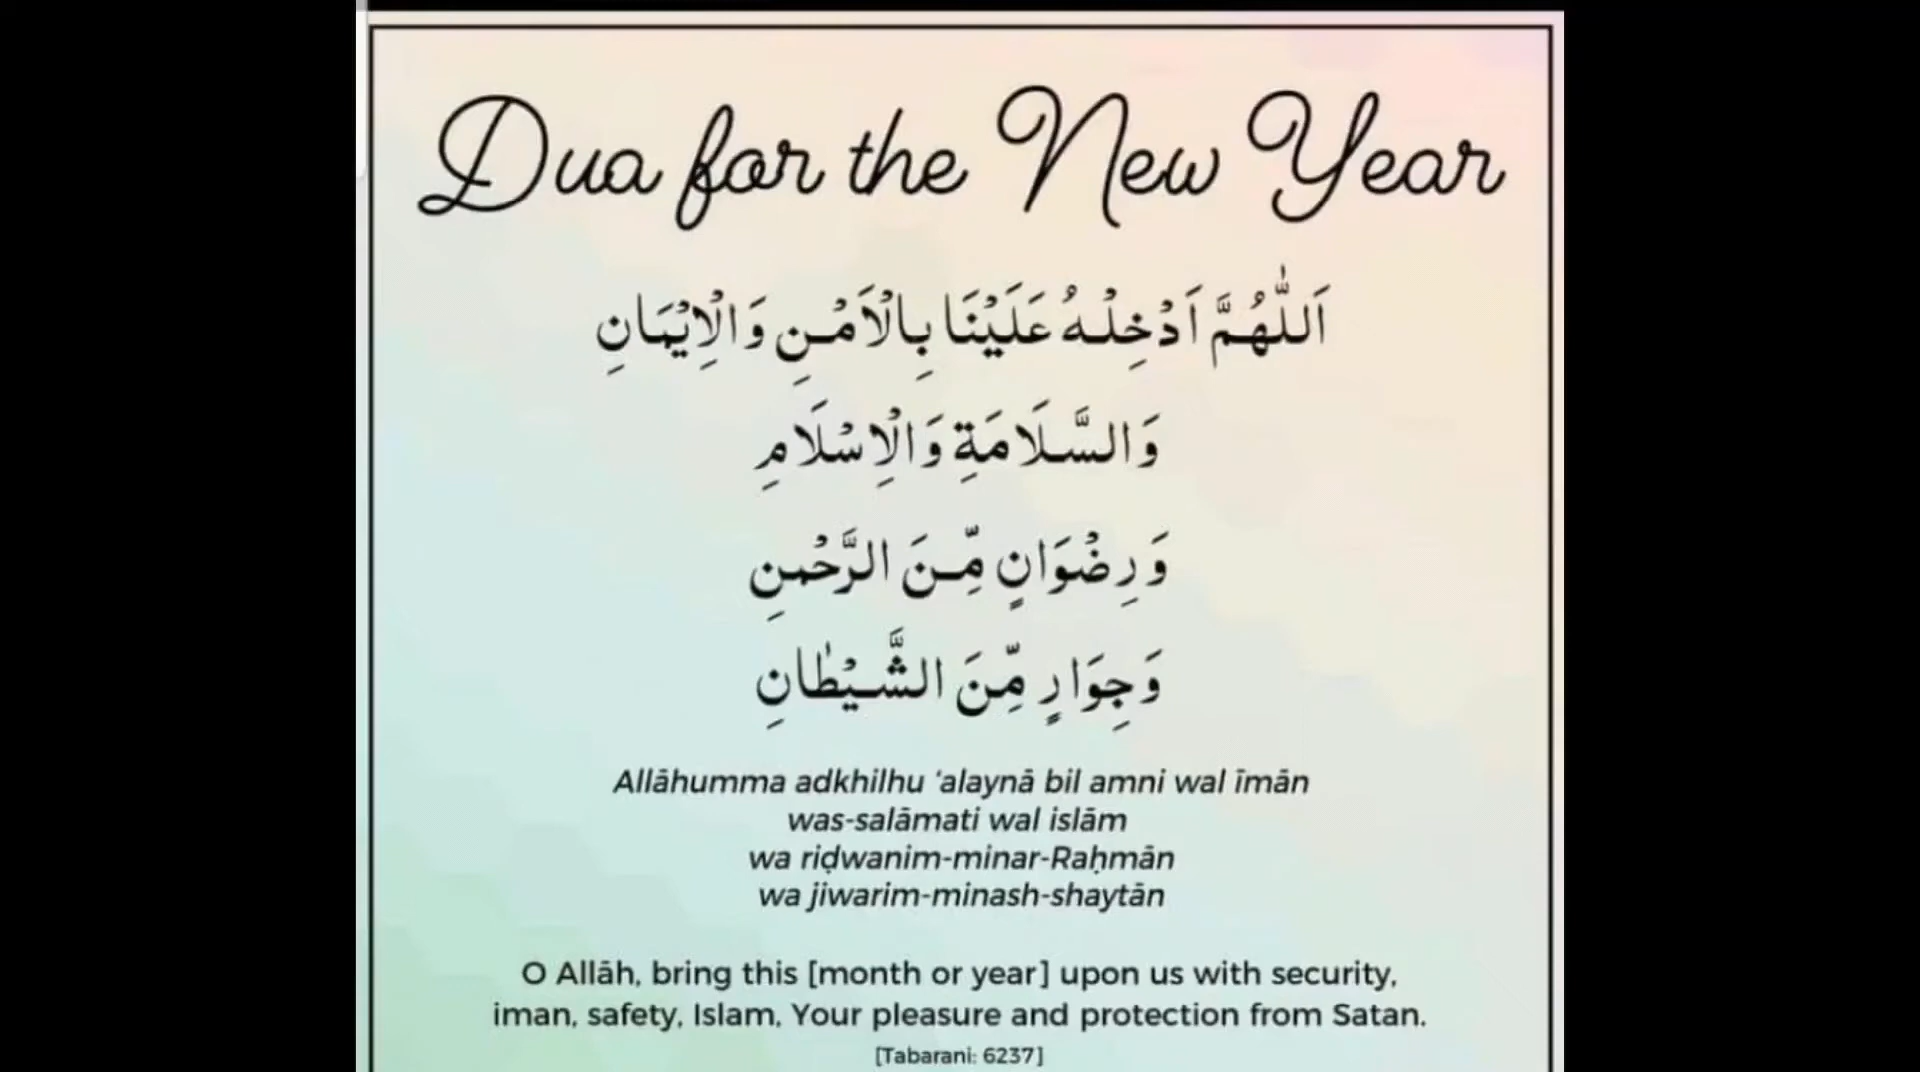 Dua for the New Year
اَللّٰهُمَّ اَدْخِلْهُ عَلَيْنَا بِالْاَمْنِ وَالْاِيْمَانِ
وَالسَّلَامَةِ وَالْاِسْلَامِ
وَرِضْوَانٍ مِّنَ الرَّحْمٰنِ
وَجِوَارٍ مِّنَ الشَّيْطٰانِ
Allāhumma adkhilhu ‘alaynā bil amni wal īmān
was-salāmati wal islām
wa riḍwanim-minar-Raḥmān
wa jiwarim-minash-shaytān
O Allāh, bring this [month or year] upon us with security,
iman, safety, Islam, Your pleasure and protection from Satan.
[Tabarani: 6237]